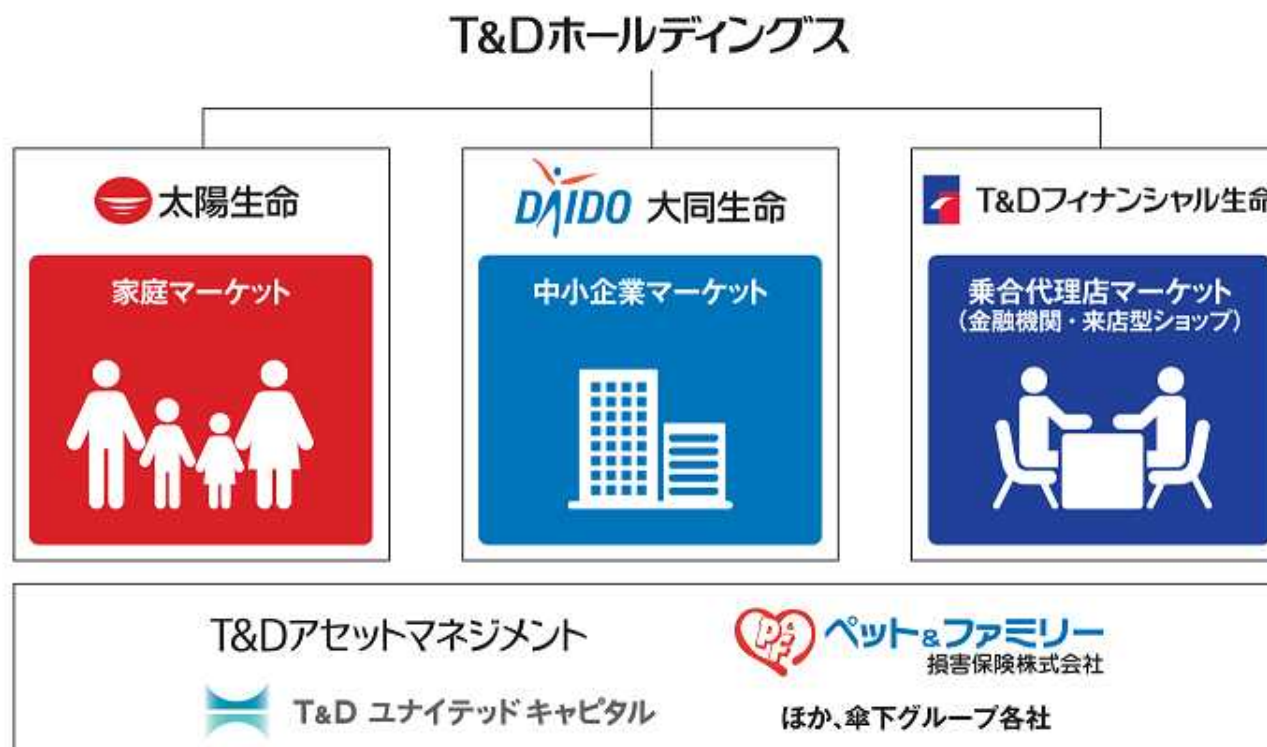 T&Dホールディングス
太陽生命
DAIDO 大同生命
T&Dフィナンシャル生命
家庭マーケット
中小企業マーケット
乗合代理店マーケット
(金融機関・来店型ショップ)
T&Dアセットマネジメント
P&F ペット&ファミリー
損害保険株式会社
T&D ユナイテッド キャピタル
ほか、傘下グループ各社